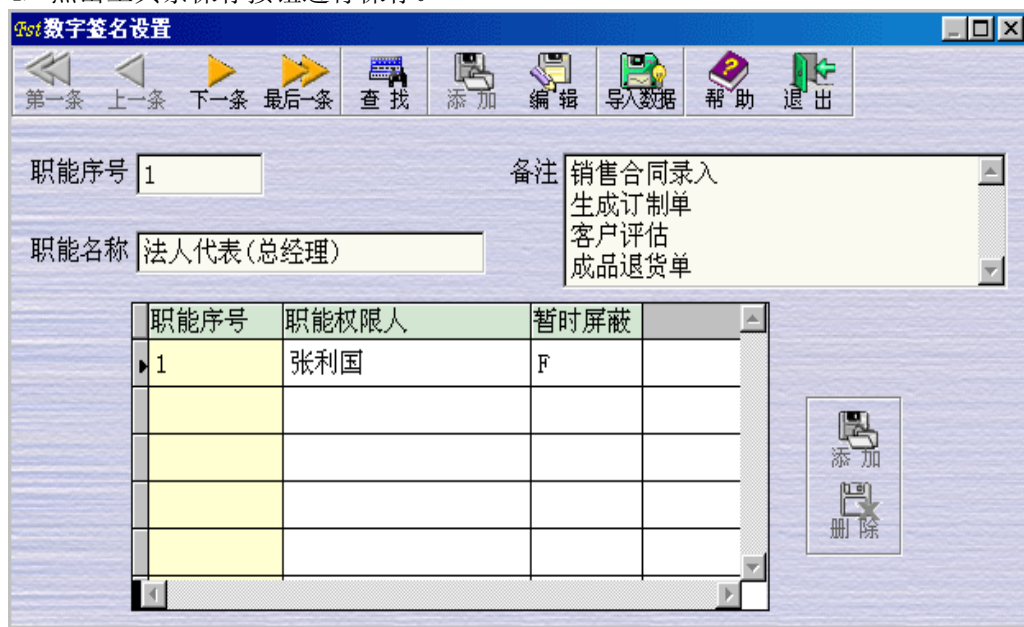 Fst数字签名设置
第一条 上一条 下一条 最后一条 查找 添加 编辑 导入数据 帮助 退出
职能序号 1
备注 销售合同录入
生成订制单
客户评估
成品退货单
职能名称 法人代表(总经理)
职能序号 职能权限人 暂时屏蔽
1 张利国 F
添加
删除